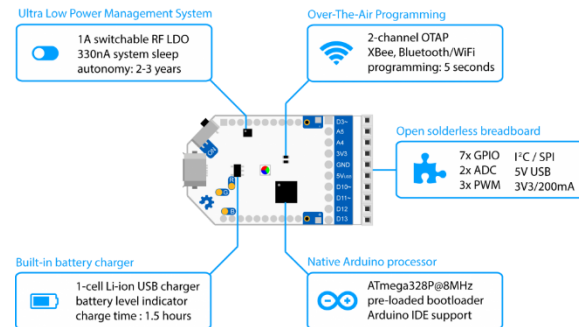 Ultra Low Power Management System
1A switchable RF LDO
330nA system sleep
autonomy: 2-3 years
Over-The-Air Programming
2-channel OTAP
XBee, Bluetooth/WiFi
programming: 5 seconds
D3~
A5
A4
3V3
GND
5VUSB
D10~
D11~
D12
D13
ON
Open solderless breadboard
7x GPIO I²C / SPI
2x ADC 5V USB
3x PWM 3V3/200mA
Built-in battery charger
1-cell Li-ion USB charger
battery level indicator
charge time : 1.5 hours
Native Arduino processor
ATmega328P@8MHz
pre-loaded bootloader
Arduino IDE support